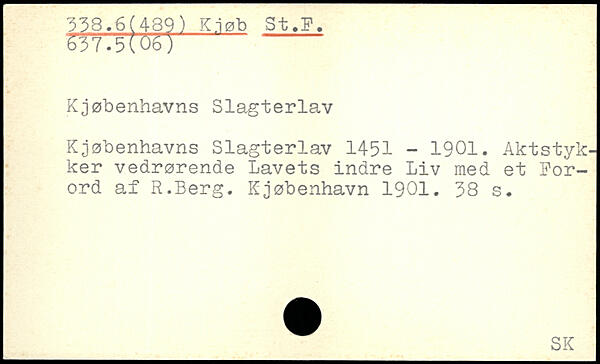 338.6(489) Kjøb St.F.
637.5(06)
Kjøbenhavns Slagterlav
Kjøbenhavns Slagterlav 1451 - 1901. Aktstyk-
ker vedrørende Lavets indre Liv med et For-
ord af R.Berg. Kjøbenhavn 1901. 38 s.
SK